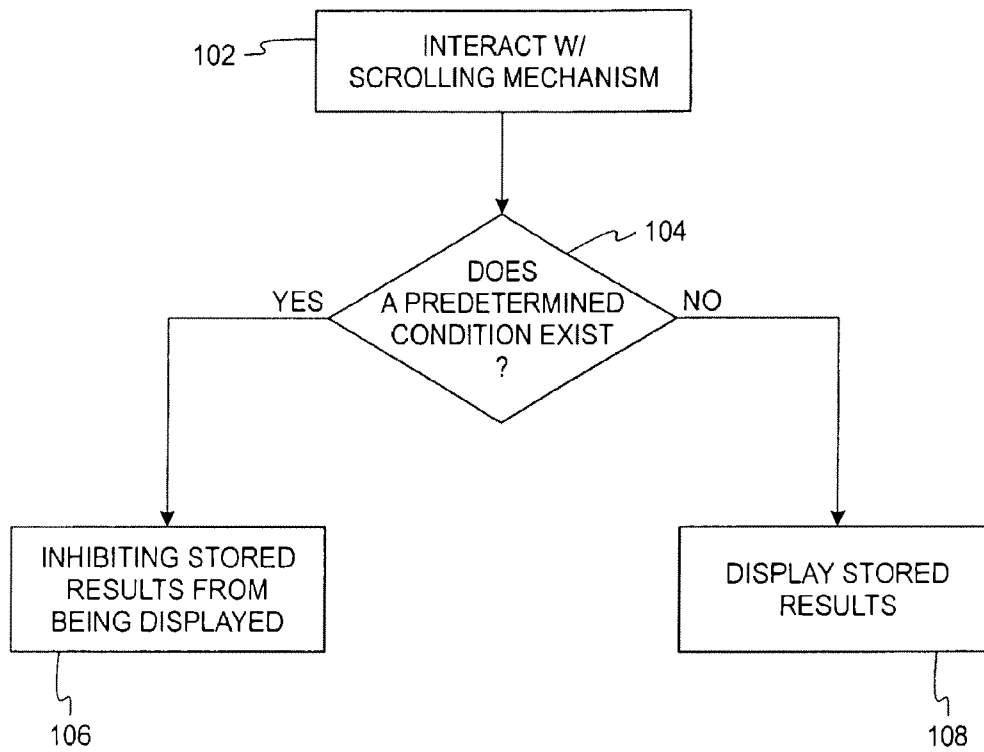 102
INTERACT W/
SCROLLING MECHANISM
104
DOES
A PREDETERMINED
CONDITION EXIST
?
YES
NO
INHIBITING STORED
RESULTS FROM
BEING DISPLAYED
DISPLAY STORED
RESULTS
106
108